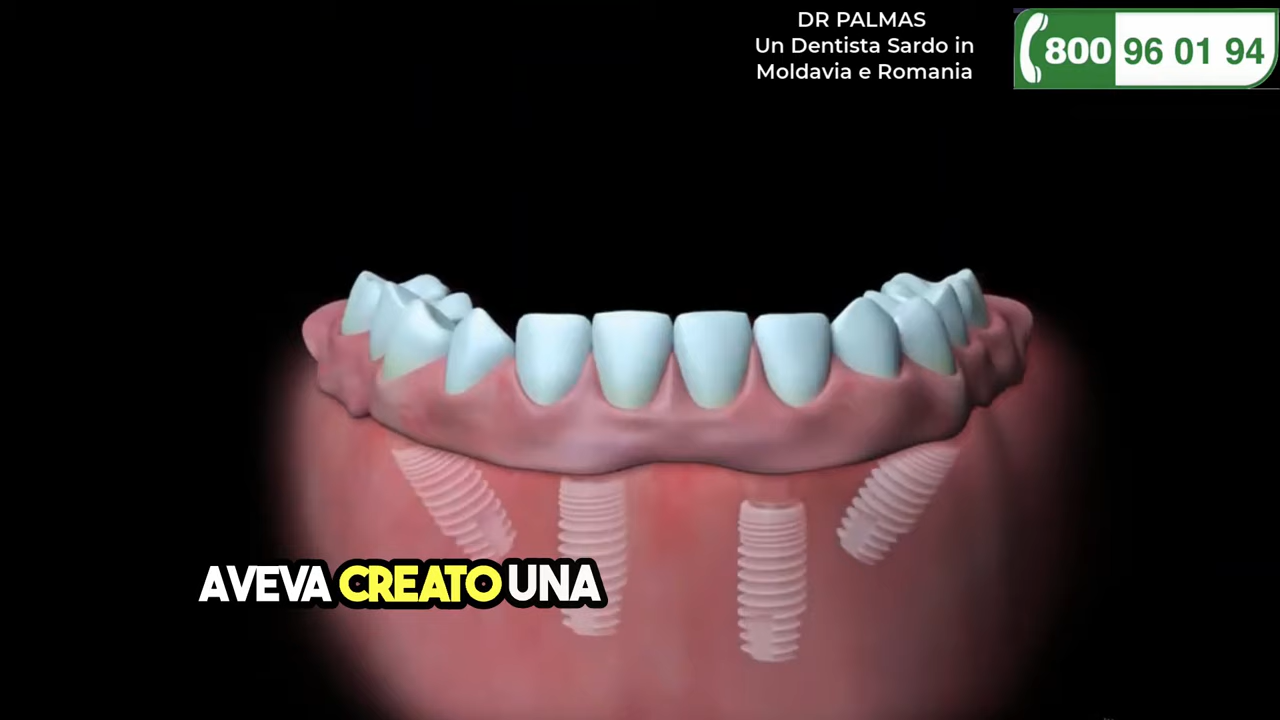 DR PALMAS
Un Dentista Sardo in
Moldavia e Romania
800 96 01 94
AVEVA CREATO UNA